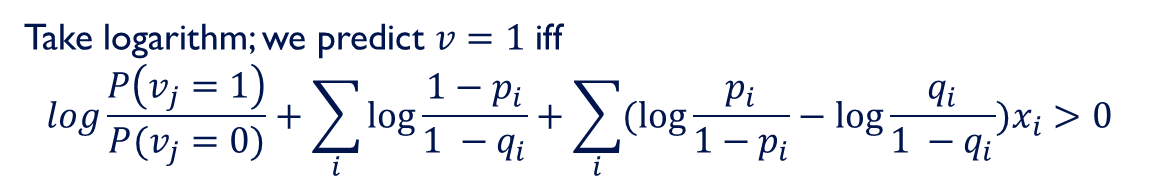 Take logarithm; we predict 𝑣 = 1 iff
log P(v_j = 1)/P(v_j = 0) + ∑_i log (1 − p_i)/(1 − q_i) + ∑_i (log p_i/(1 − p_i) − log q_i/(1 − q_i)) x_i > 0